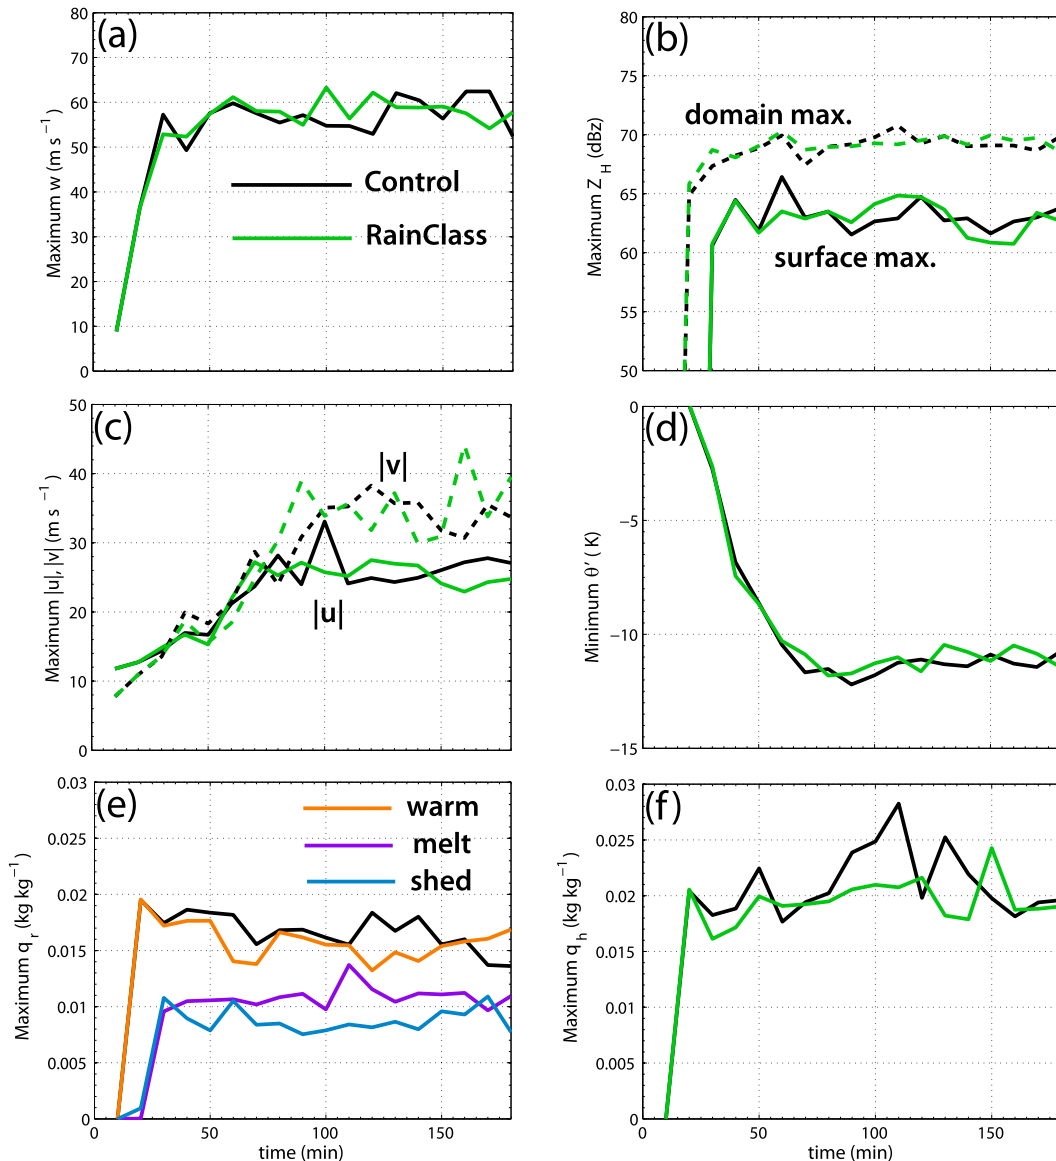 (a)
80
70
60
50
40
30
20
10
0
Maximum w (m s⁻¹)
Control
RainClass
(b)
80
75
70
65
60
55
50
Maximum Z_H (dBz)
domain max.
surface max.
(c)
50
40
30
20
10
0
Maximum |u|, |v| (m s⁻¹)
|v|
|u|
(d)
0
−5
−10
−15
Minimum θ′ ( K)
(e)
0.03
0.025
0.02
0.015
0.01
0.005
0
Maximum q_r (kg kg⁻¹)
warm
melt
shed
0 50 100 150
time (min)
(f)
0.03
0.025
0.02
0.015
0.01
0.005
0
Maximum q_h (kg kg⁻¹)
0 50 100 150
time (min)